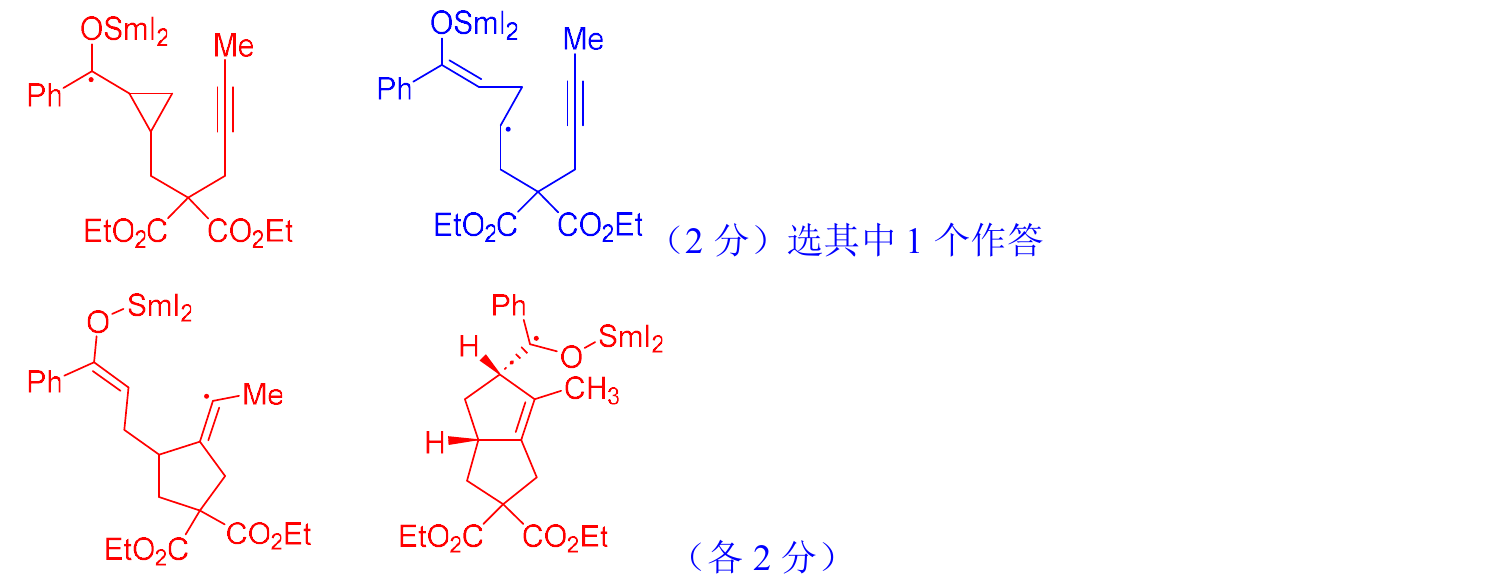 OSmI₂
Me
Ph
EtO₂C
CO₂Et
OSmI₂
Me
Ph
EtO₂C
CO₂Et
（2 分）选其中 1 个作答
O
SmI₂
Ph
Me
EtO₂C
CO₂Et
Ph
H
O
SmI₂
CH₃
H
EtO₂C
CO₂Et
（各 2 分）